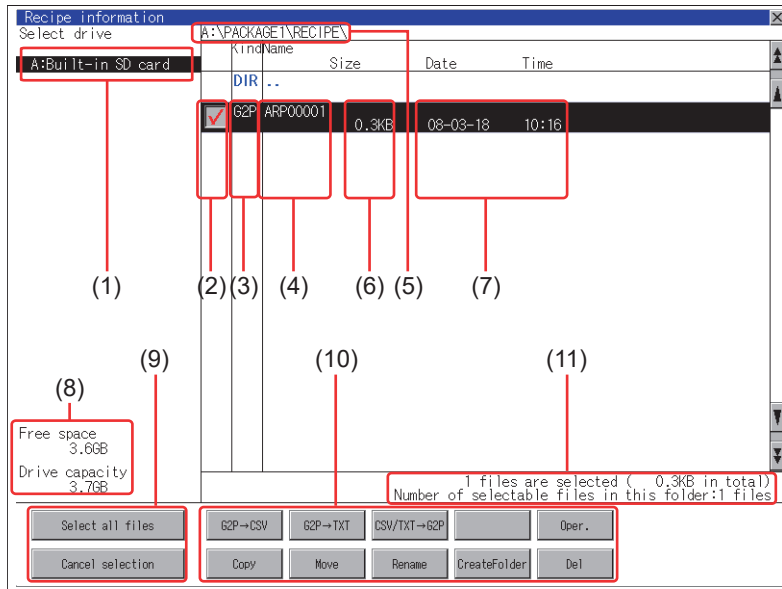 Recipe information
Select drive
A:\PACKAGE1\RECIPE\
Kind Name Size Date Time
A:Built-in SD card
DIR ..
G2P ARP00001 0.3KB 08-03-18 10:16
(1) (2) (3) (4) (6) (5) (7)
(9) (10) (11)
(8)
Free space
3.6GB
Drive capacity
3.7GB
1 files are selected ( 0.3KB in total)
Number of selectable files in this folder:1 files
Select all files G2P→CSV G2P→TXT CSV/TXT→G2P Oper.
Cancel selection Copy Move Rename CreateFolder Del